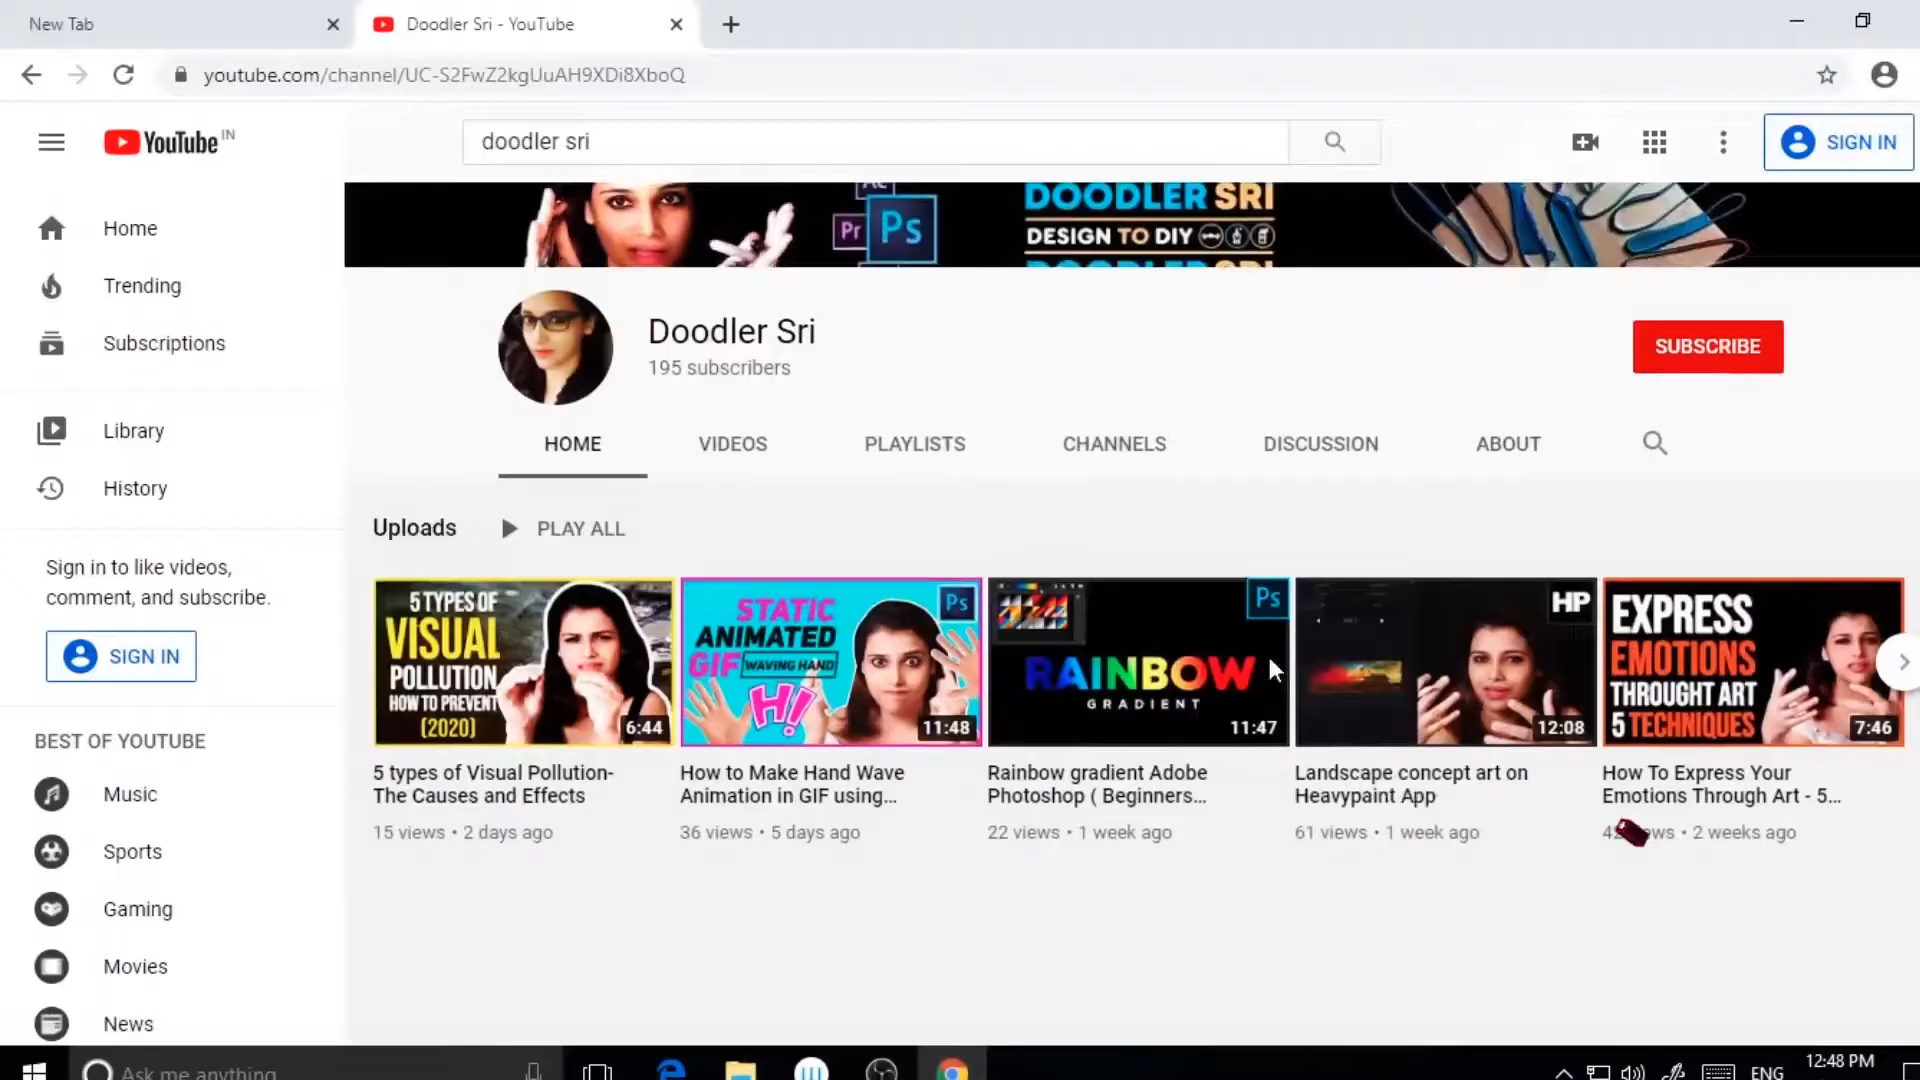 New Tab
Doodler Sri - YouTube
youtube.com/channel/UC-S2FwZ2kgUuAH9XDi8XboQ
YouTube IN
doodler sri
SIGN IN
Home
Trending
Subscriptions
Library
History
Sign in to like videos,
comment, and subscribe.
SIGN IN
BEST OF YOUTUBE
Music
Sports
Gaming
Movies
News
Pr
Ps
DOODLER SRI
DESIGN TO DIY
Doodler Sri
195 subscribers
SUBSCRIBE
HOME
VIDEOS
PLAYLISTS
CHANNELS
DISCUSSION
ABOUT
Uploads
PLAY ALL
5 TYPES OF
VISUAL
POLLUTION
HOW TO PREVENT
(2020)
6:44
5 types of Visual Pollution-
The Causes and Effects
15 views • 2 days ago
STATIC
ANIMATED
GIF WAVING HAND
HI!
Ps
11:48
How to Make Hand Wave
Animation in GIF using...
36 views • 5 days ago
Ps
RAINBOW
GRADIENT
11:47
Rainbow gradient Adobe
Photoshop ( Beginners...
22 views • 1 week ago
HP
12:08
Landscape concept art on
Heavypaint App
61 views • 1 week ago
EXPRESS
EMOTIONS
THROUGHT ART
5 TECHNIQUES
7:46
How To Express Your
Emotions Through Art - 5...
• 2 weeks ago
Ask me anything
ENG
12:48 PM